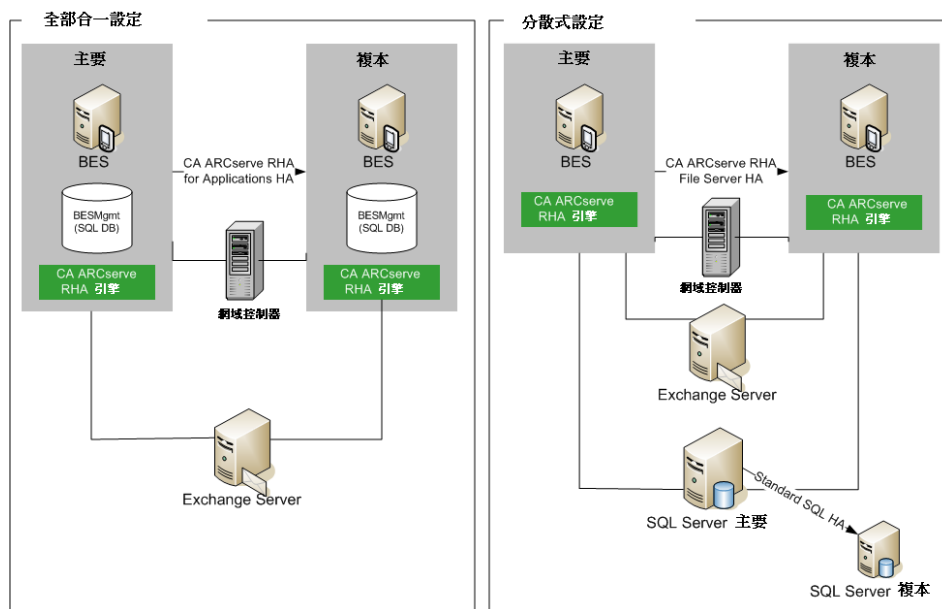 全部合一設定
主要
複本
BES
BES
CA ARCserve RHA
for Applications HA
BESMgmt
(SQL DB)
BESMgmt
(SQL DB)
CA ARCserve
RHA 引擎
CA ARCserve
RHA 引擎
網域控制器
Exchange Server
分散式設定
主要
複本
BES
BES
CA ARCserve RHA
File Server HA
CA ARCserve
RHA 引擎
CA ARCserve
RHA 引擎
網域控制器
Exchange Server
Standard SQL HA
SQL Server 主要
SQL Server 複本